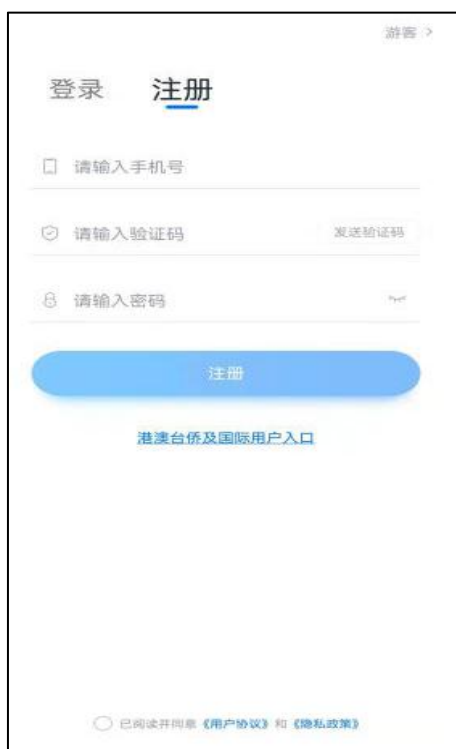 游客 >
登录 注册
请输入手机号
请输入验证码 发送验证码
请输入密码
注册
港澳台侨及国际用户入口
已阅读并同意《用户协议》和《隐私政策》